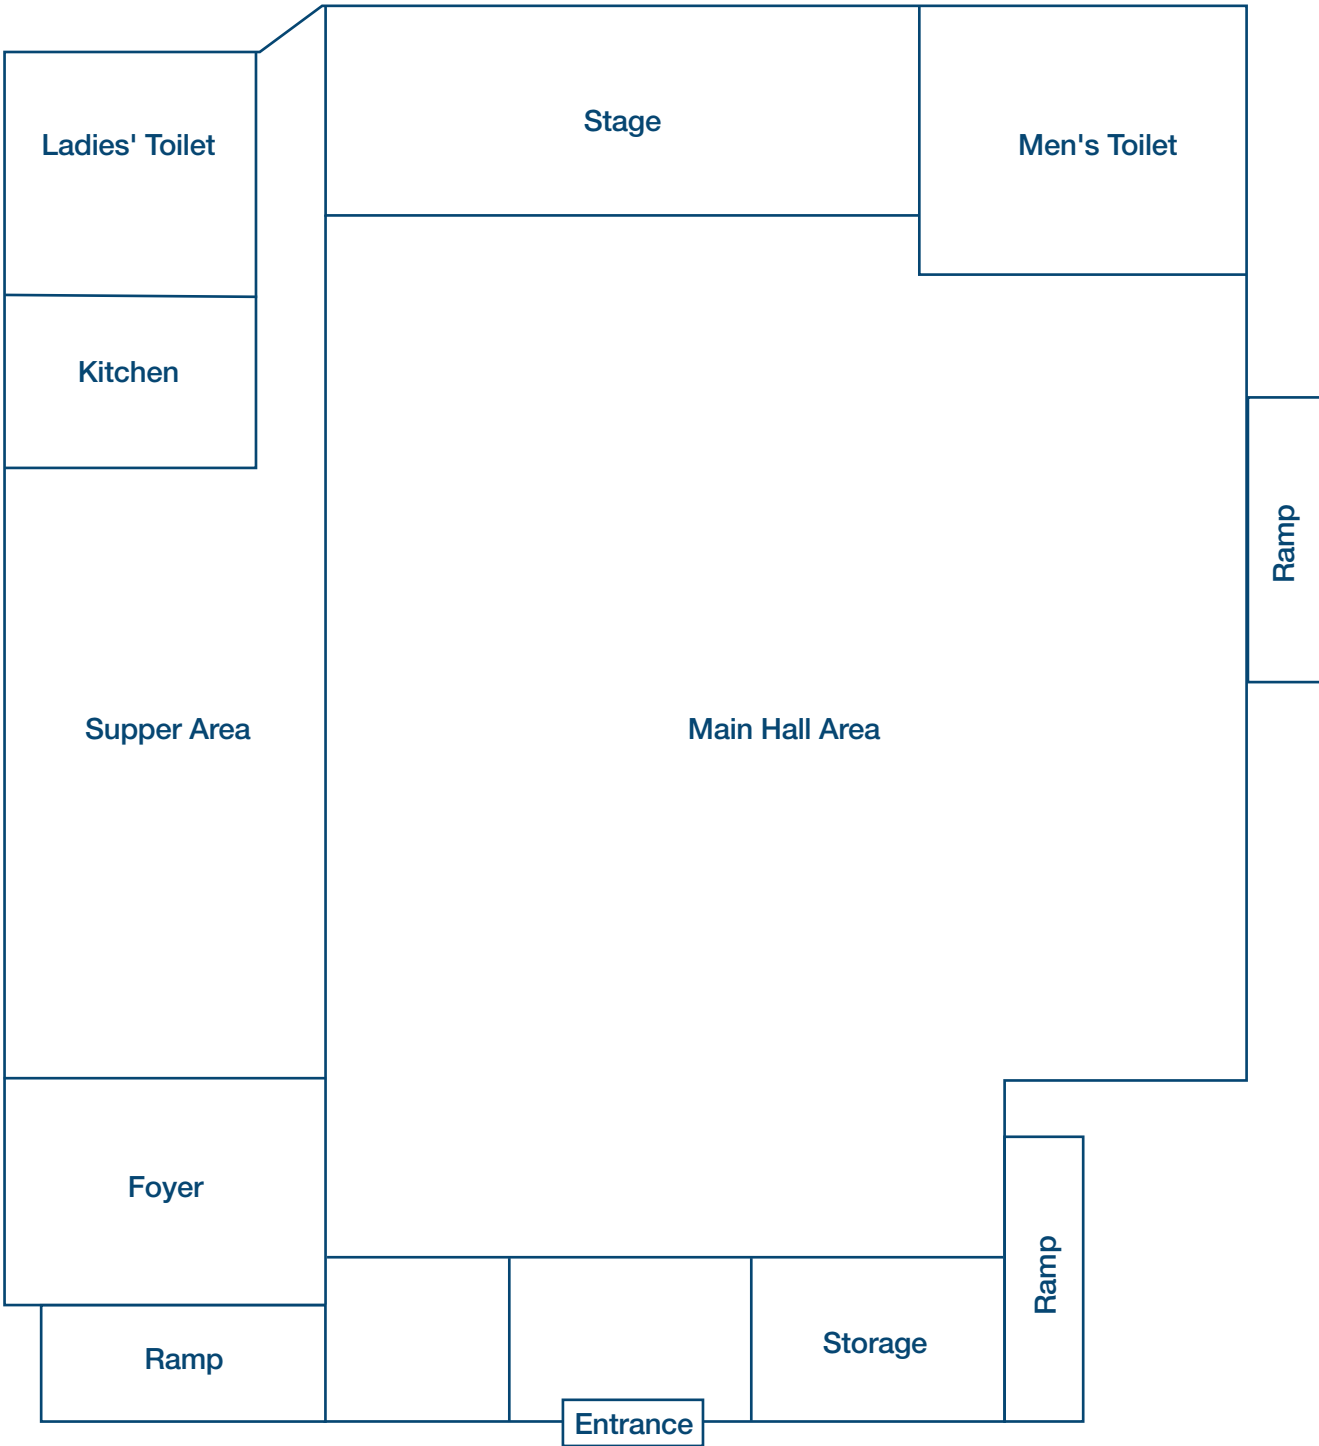 Stage
Ladies' Toilet
Men's Toilet
Kitchen
Ramp
Supper Area
Main Hall Area
Foyer
Ramp
Ramp
Storage
Entrance